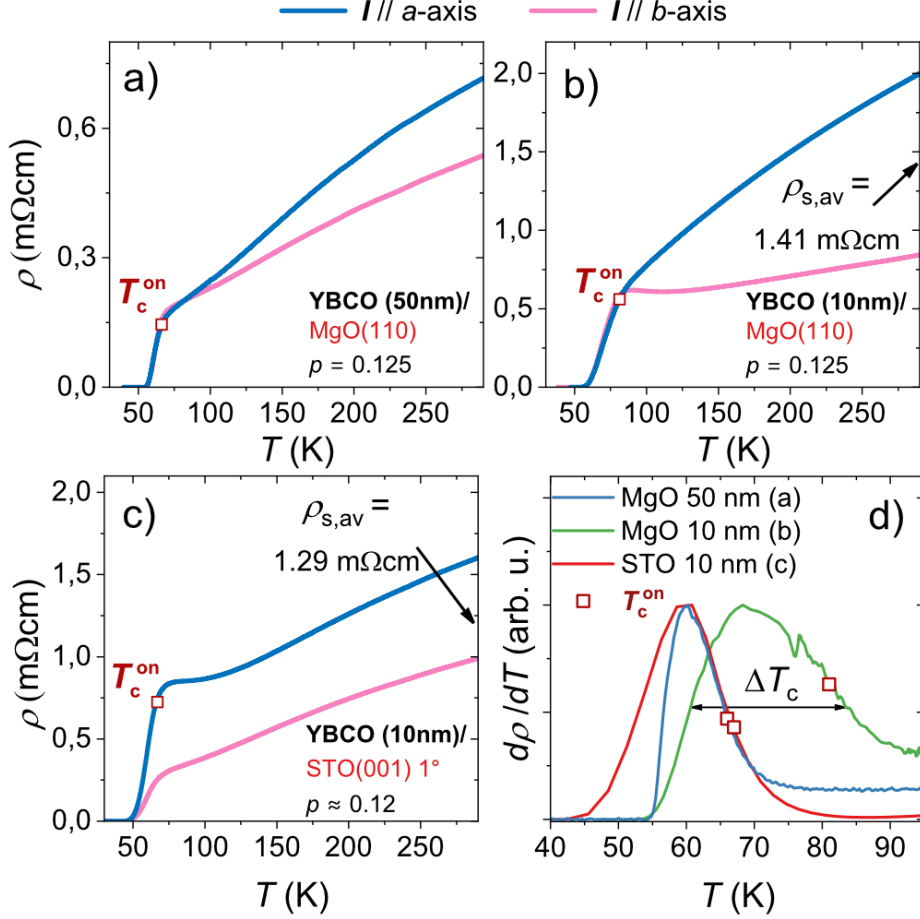 I // a-axis I // b-axis
a)
ρ (mΩcm)
0,6
0,3
0,0
T_c^on
YBCO (50nm)/
MgO(110)
p = 0.125
50 100 150 200 250
T (K)
b)
2,0
1,5
1,0
0,5
0,0
ρ_s,av =
1.41 mΩcm
T_c^on
YBCO (10nm)/
MgO(110)
p = 0.125
50 100 150 200 250
T (K)
c)
ρ (mΩcm)
2,0
1,5
1,0
0,5
0,0
ρ_s,av =
1.29 mΩcm
T_c^on
YBCO (10nm)/
STO(001) 1°
p ≈ 0.12
50 100 150 200 250
T (K)
d)
dρ/dT (arb. u.)
MgO 50 nm (a)
MgO 10 nm (b)
STO 10 nm (c)
T_c^on
ΔT_c
40 50 60 70 80 90
T (K)